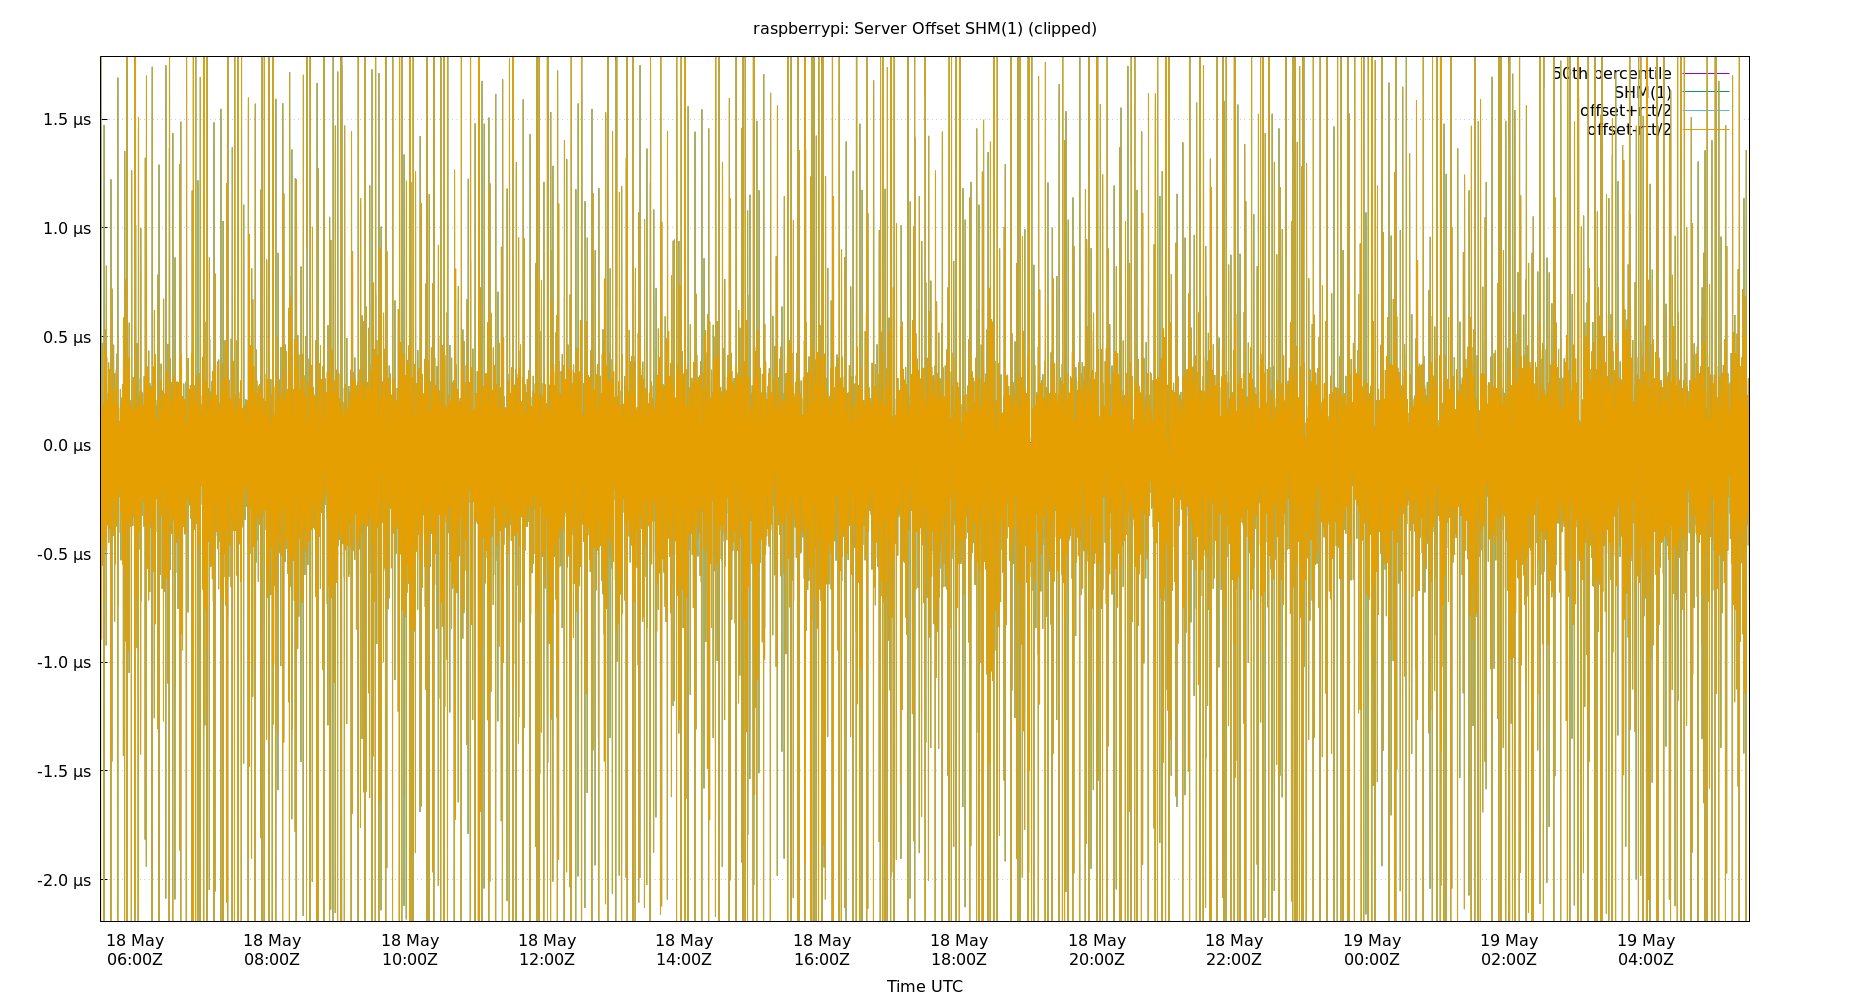 raspberrypi: Server Offset SHM(1) (clipped)
50th percentile
SHM(1)
offset+rtt/2
offset-rtt/2
1.5 µs
1.0 µs
0.5 µs
0.0 µs
-0.5 µs
-1.0 µs
-1.5 µs
-2.0 µs
18 May 18 May 18 May 18 May 18 May 18 May 18 May 18 May 18 May 19 May 19 May 19 May
06:00Z 08:00Z 10:00Z 12:00Z 14:00Z 16:00Z 18:00Z 20:00Z 22:00Z 00:00Z 02:00Z 04:00Z
Time UTC